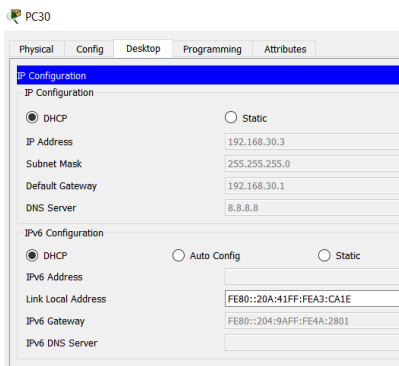 PC30
Physical Config Desktop Programming Attributes
IP Configuration
IP Configuration
DHCP Static
IP Address 192.168.30.3
Subnet Mask 255.255.255.0
Default Gateway 192.168.30.1
DNS Server 8.8.8.8
IPv6 Configuration
DHCP Auto Config Static
IPv6 Address
Link Local Address FE80::20A:41FF:FEA3:CA1E
IPv6 Gateway FE80::204:9AFF:FE4A:2801
IPv6 DNS Server